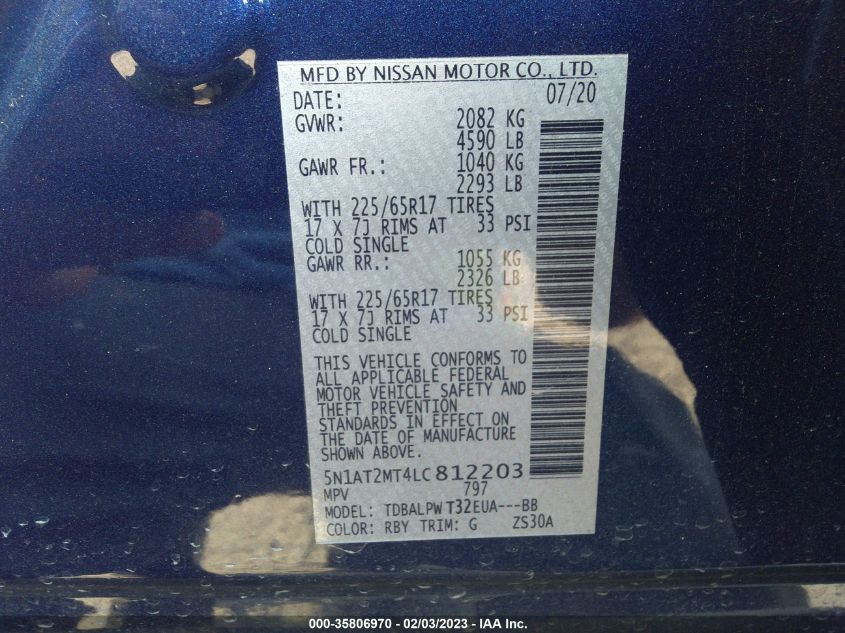 MFD BY NISSAN MOTOR CO., LTD.
DATE: 07/20
GVWR: 2082 KG
4590 LB
GAWR FR.: 1040 KG
2293 LB
WITH 225/65R17 TIRES
17 X 7J RIMS AT 33 PSI
COLD SINGLE
GAWR RR.: 1055 KG
2326 LB
WITH 225/65R17 TIRES
17 X 7J RIMS AT 33 PSI
COLD SINGLE
THIS VEHICLE CONFORMS TO
ALL APPLICABLE FEDERAL
MOTOR VEHICLE SAFETY AND
THEFT PREVENTION
STANDARDS IN EFFECT ON
THE DATE OF MANUFACTURE
SHOWN ABOVE.
5N1AT2MT4LC812203
MPV 797
MODEL: TDBALPW T32EUA---BB
COLOR: RBY TRIM: G ZS30A
000-35806970 - 02/03/2023 - IAA Inc.